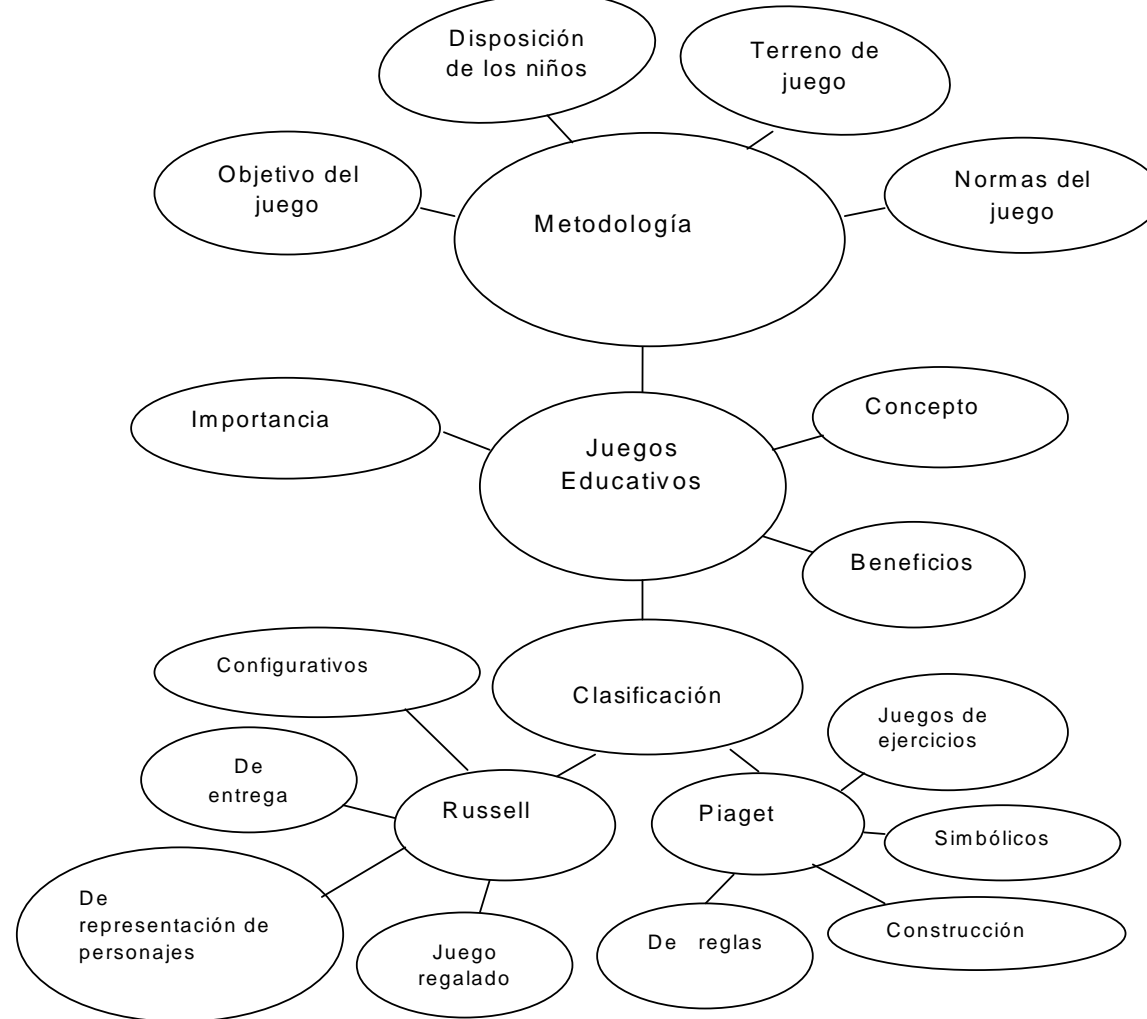 Disposición
de los niños
Terreno de
juego
Objetivo del
juego
Metodología
Normas del
juego
Importancia
Juegos
Educativos
Concepto
Beneficios
Configurativos
Clasificación
Juegos de
ejercicios
De
entrega
Russell
Piaget
Simbólicos
De
representación de
personajes
Juego
regalado
De reglas
Construcción